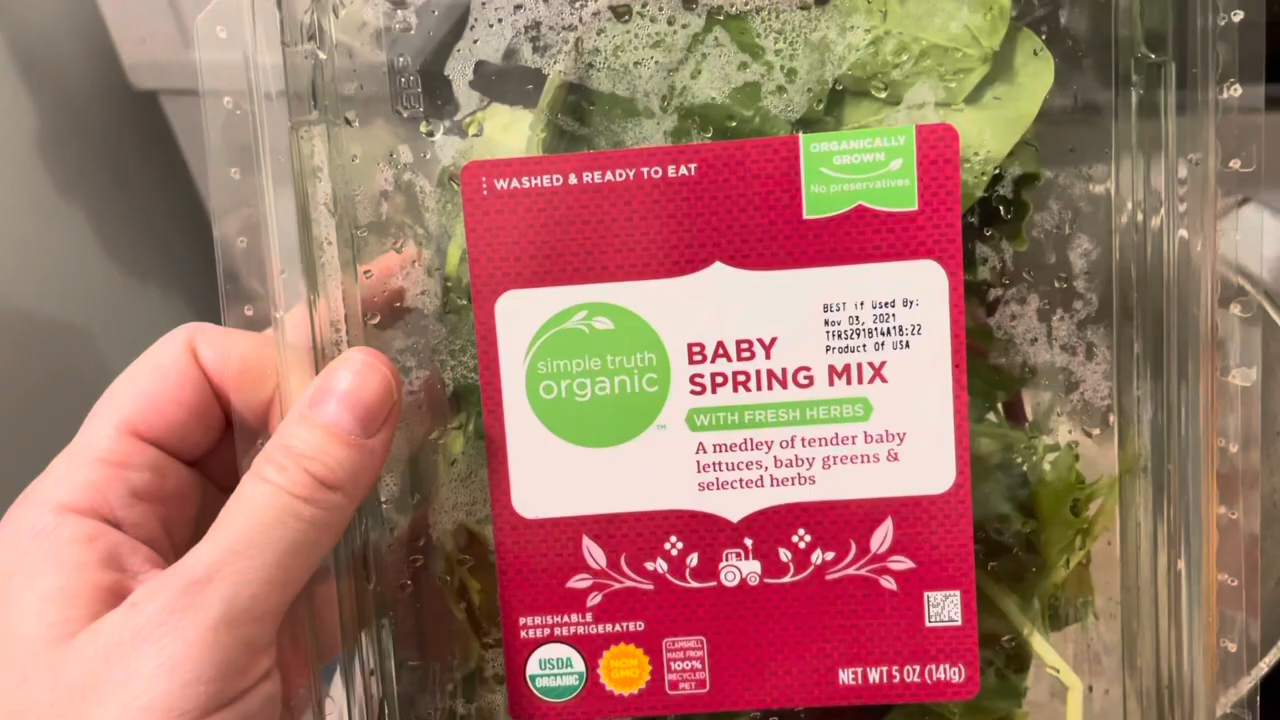 WASHED & READY TO EAT
ORGANICALLY
GROWN
No preservatives
simple truth
organic
™
BEST if Used By:
Nov 03, 2021
TFRS291B14A18:22
Product Of USA
BABY
SPRING MIX
WITH FRESH HERBS
A medley of tender baby
lettuces, baby greens &
selected herbs
PERISHABLE
KEEP REFRIGERATED
USDA
ORGANIC
NON
GMO
CLAMSHELL
MADE FROM
100%
RECYCLED
PET
NET WT 5 OZ (141g)